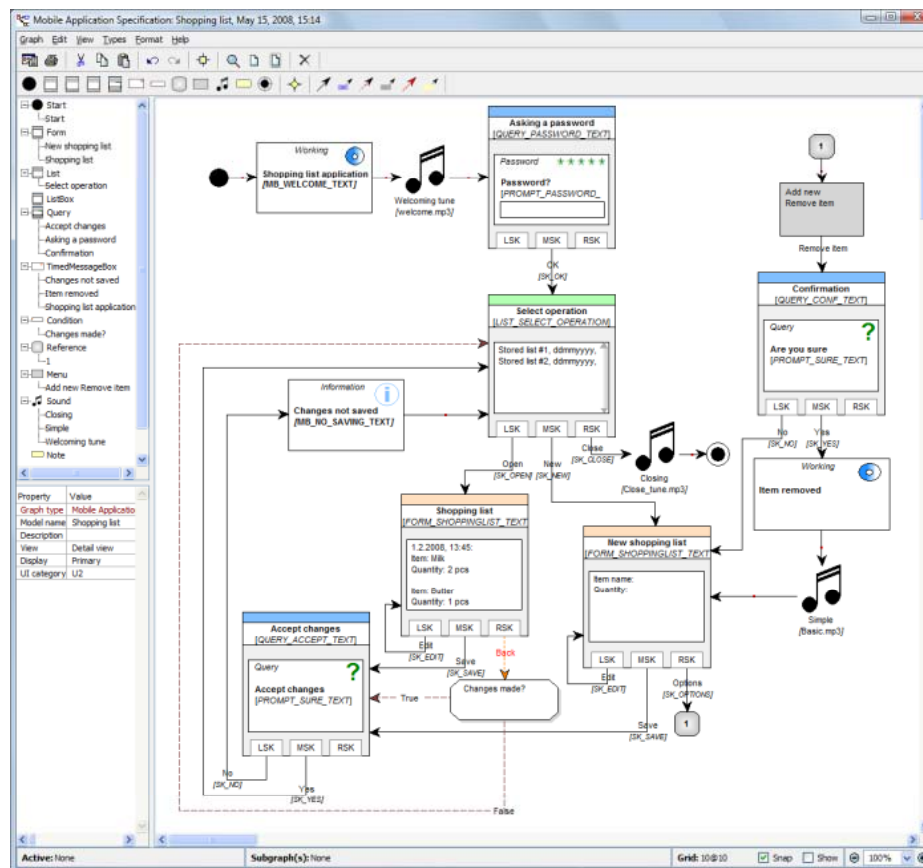 Mobile Application Specification: Shopping list, May 15, 2008, 15:14
Graph Edit View Types Format Help
Start
Start
Form
New shopping list
Shopping list
List
Select operation
ListBox
Query
Accept changes
Asking a password
Confirmation
TimedMessageBox
Changes not saved
Item removed
Shopping list application
Condition
Changes made?
Reference
1
Menu
Add new Remove item
Sound
Closing
Simple
Welcoming tune
Note
Property Value
Graph type Mobile Applicatio
Model name Shopping list
Description
View Detail view
Display Primary
UI category U2
Working
Shopping list application
[MB_WELCOME_TEXT]
Welcoming tune
[welcome.mp3]
Asking a password
[QUERY_PASSWORD_TEXT]
Password *****
Password?
[PROMPT_PASSWORD_
LSK MSK RSK
OK
[SK_OK]
1
Add new
Remove item
Remove item
Confirmation
[QUERY_CONF_TEXT]
Query
?
Are you sure
[PROMPT_SURE_TEXT]
LSK MSK RSK
No
[SK_NO]
Yes
[SK_YES]
Select operation
[LIST_SELECT_OPERATION]
Stored list #1, ddmmyyyy,
Stored list #2, ddmmyyyy,
LSK MSK RSK
Open
[SK_OPEN]
New
[SK_NEW]
Close
[SK_CLOSE]
Information
i
Changes not saved
[MB_NO_SAVING_TEXT]
Closing
[Close_tune.mp3]
Working
Item removed
Simple
[Basic.mp3]
Shopping list
[FORM_SHOPPINGLIST_TEXT
1.2.2008, 13:45:
Item: Milk
Quantity: 2 pcs
Item: Butter
Quantity: 1 pcs
LSK MSK RSK
Edit
[SK_EDIT]
Save
[SK_SAVE]
Back
New shopping list
[FORM_SHOPPINGLIST_TEXT
Item name:
Quantity:
LSK MSK RSK
Edit
[SK_EDIT]
Options
[SK_OPTIONS]
Save
[SK_SAVE]
1
Accept changes
[QUERY_ACCEPT_TEXT]
Query
?
Accept changes
[PROMPT_SURE_TEXT]
LSK MSK RSK
No
[SK_NO]
Yes
[SK_YES]
Changes made?
True
False
Active: None Subgraph(s): None Grid: 10@10 Snap Show 100%